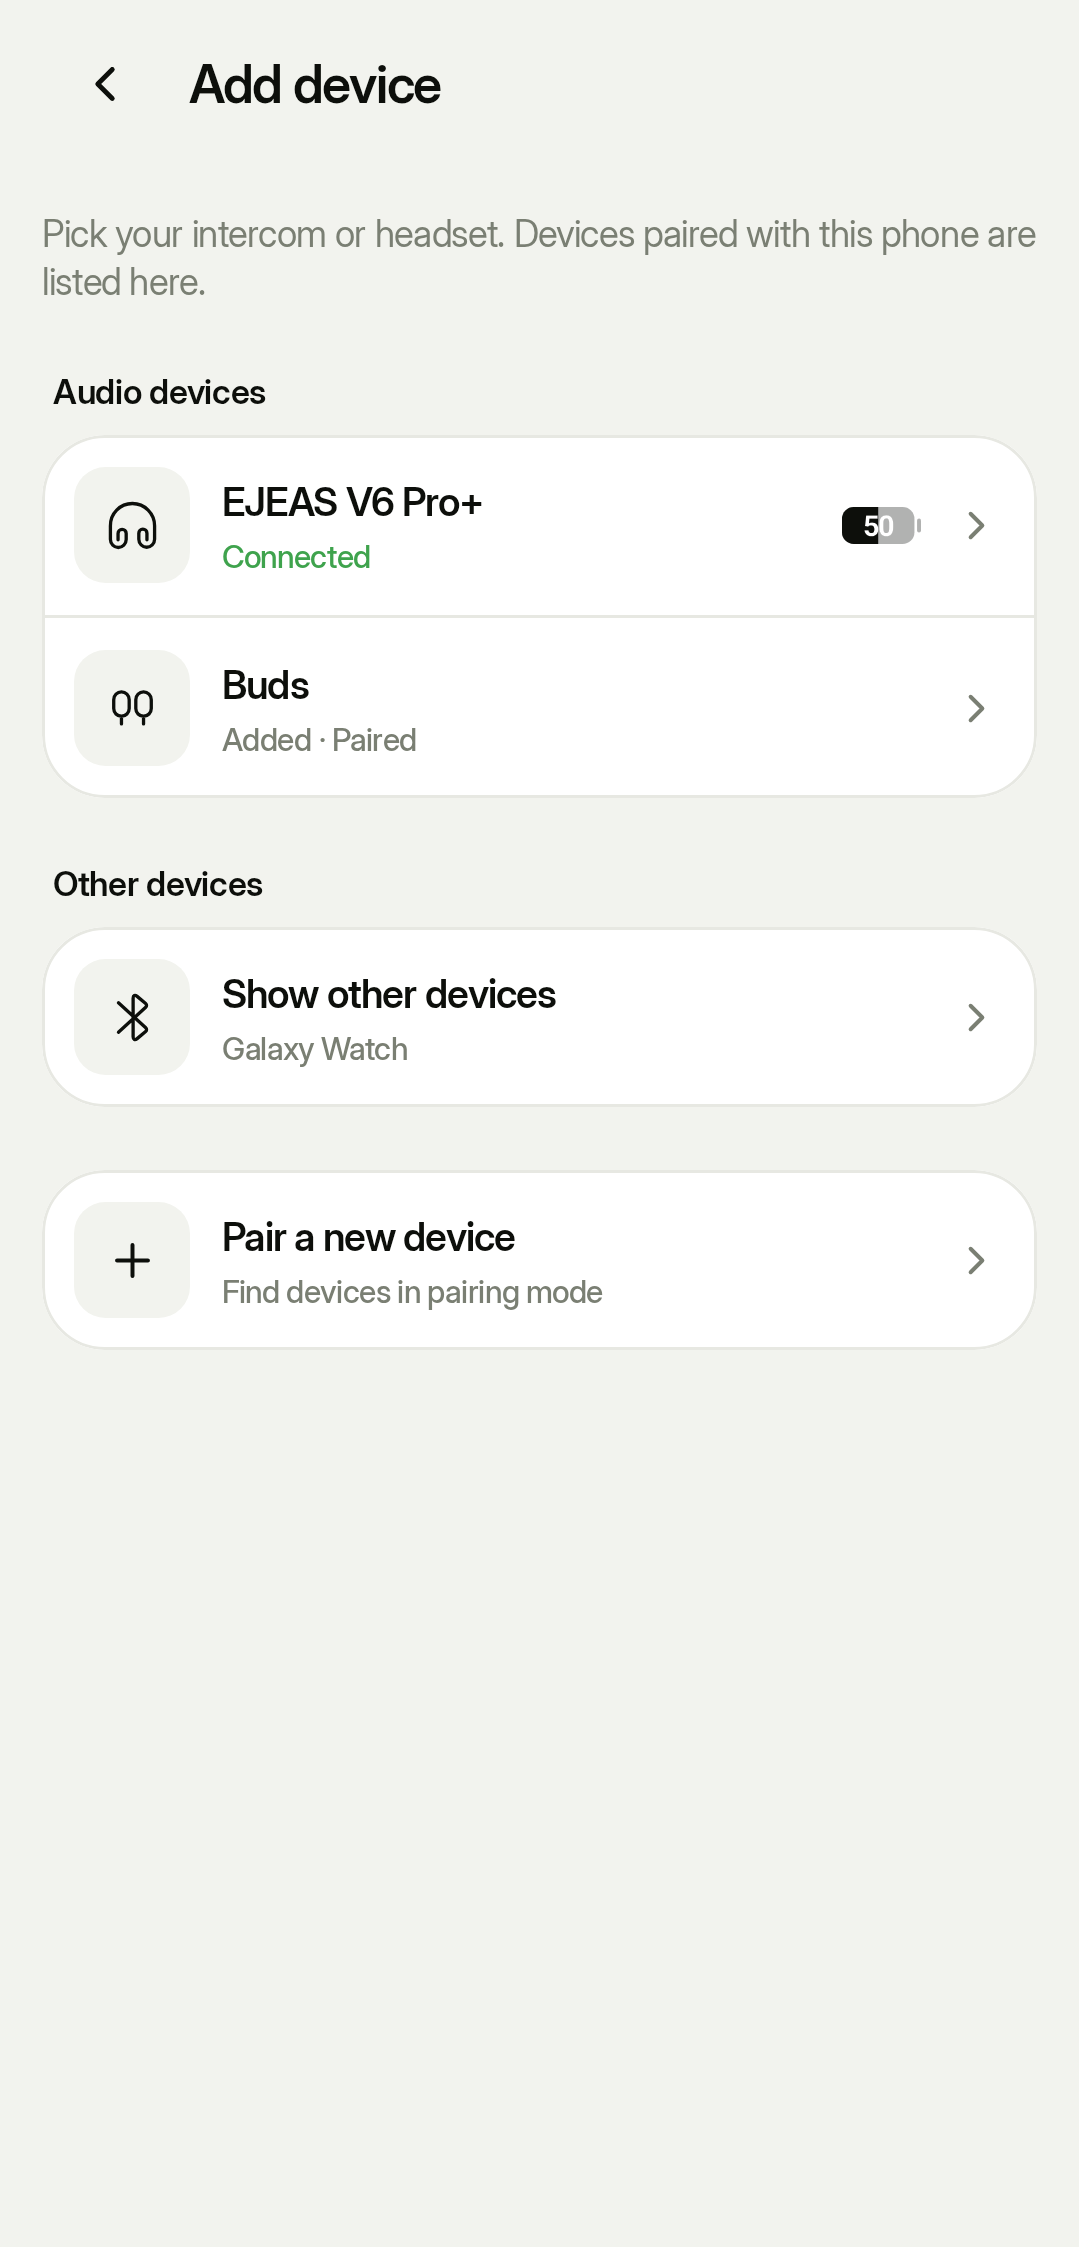 Add device
Pick your intercom or headset. Devices paired with this phone are
listed here.
Audio devices
EJEAS V6 Pro+
Connected
50
Buds
Added · Paired
Other devices
Show other devices
Galaxy Watch
Pair a new device
Find devices in pairing mode